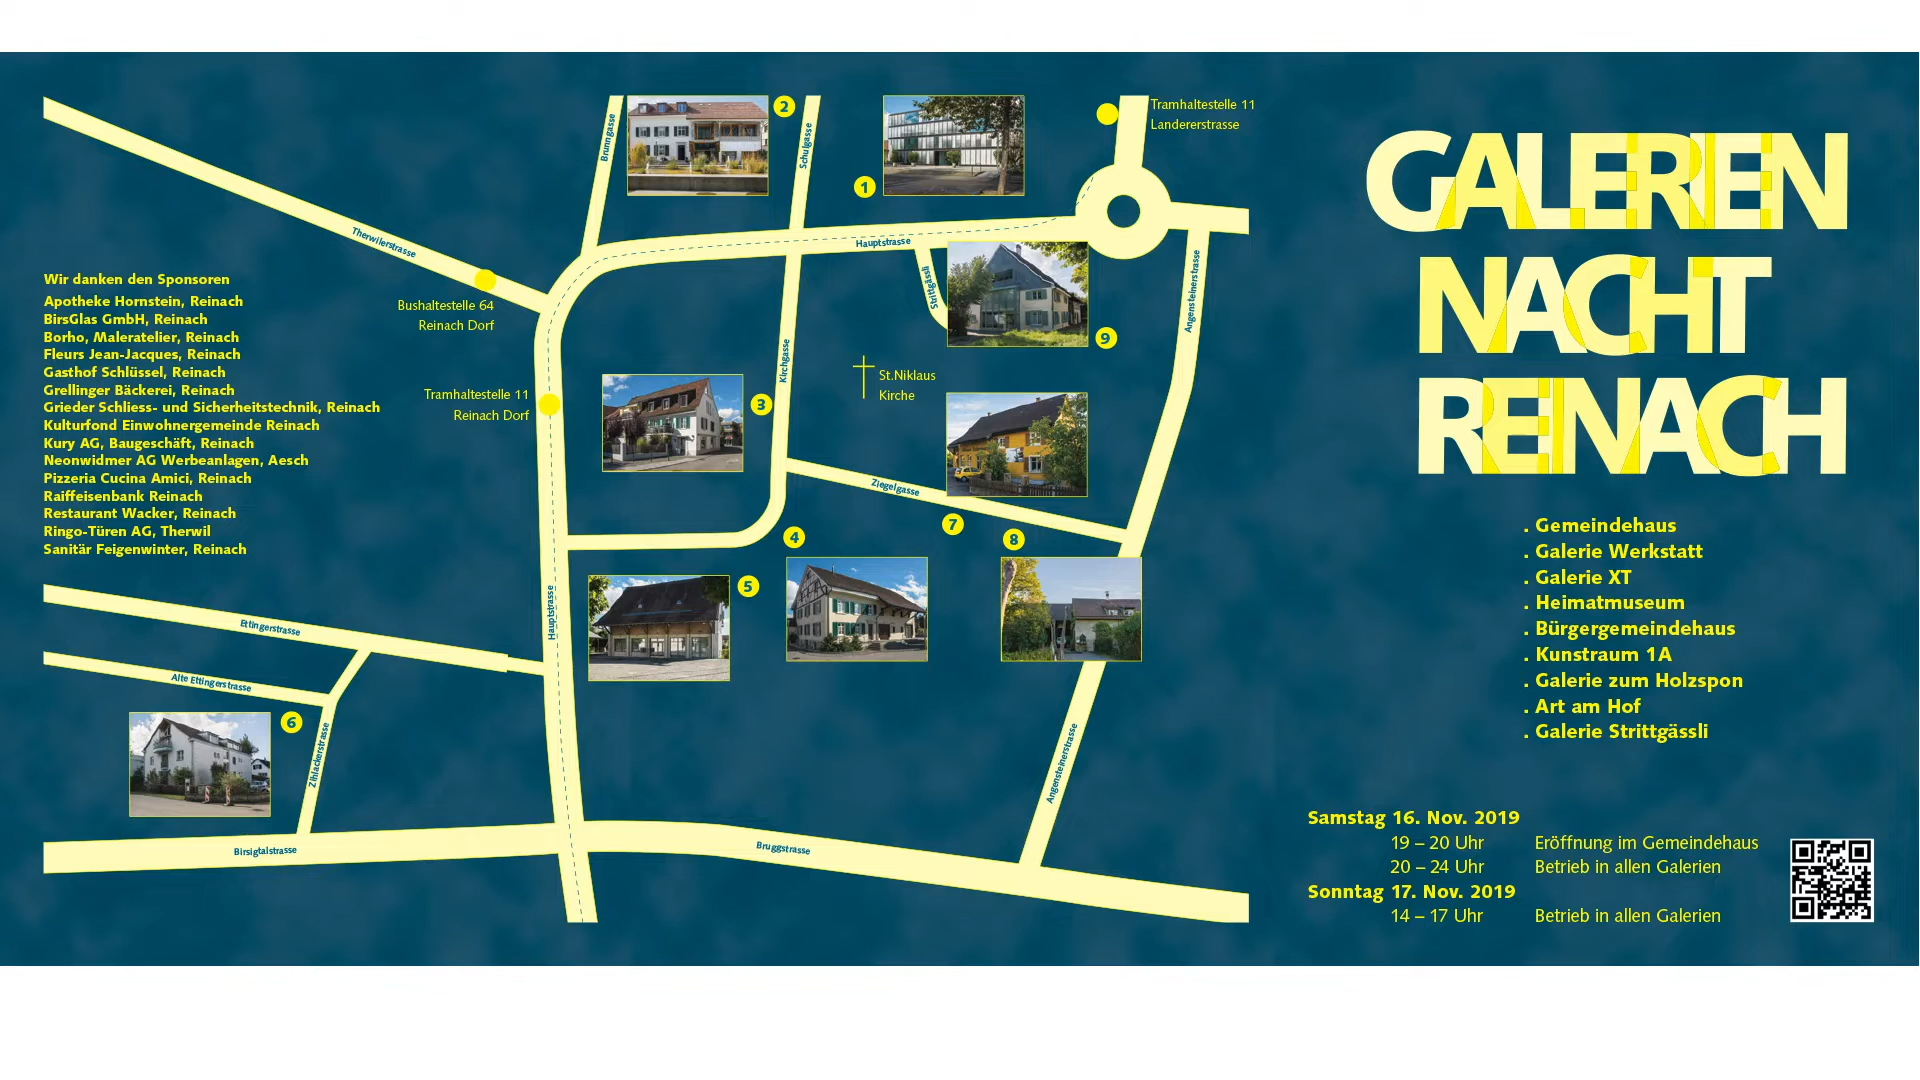 Wir danken den Sponsoren
Apotheke Hornstein, Reinach
BirsGlas GmbH, Reinach
Borho, Maleratelier, Reinach
Fleurs Jean-Jacques, Reinach
Gasthof Schlüssel, Reinach
Grellinger Bäckerei, Reinach
Grieder Schliess- und Sicherheitstechnik, Reinach
Kulturfond Einwohnergemeinde Reinach
Kury AG, Baugeschäft, Reinach
Neonwidmer AG Werbeanlagen, Aesch
Pizzeria Cucina Amici, Reinach
Raiffeisenbank Reinach
Restaurant Wacker, Reinach
Ringo-Türen AG, Therwil
Sanitär Feigenwinter, Reinach
Therwilerstrasse
Bushaltestelle 64
Reinach Dorf
Tramhaltestelle 11
Reinach Dorf
Brunngasse
2
Schulgasse
1
Tramhaltestelle 11
Landererstrasse
Hauptstrasse
Strittgässli
9
Angensteinerstrasse
Kirchgasse
3
St.Niklaus
Kirche
Ziegelgasse
7
8
4
5
Hauptstrasse
Ettingerstrasse
Alte Ettingerstrasse
6
Zihlackerstrasse
Angensteinerstrasse
Birsigtalstrasse
Bruggstrasse
GALERIEN
NACHT
REINACH
. Gemeindehaus
. Galerie Werkstatt
. Galerie XT
. Heimatmuseum
. Bürgergemeindehaus
. Kunstraum 1A
. Galerie zum Holzspon
. Art am Hof
. Galerie Strittgässli
Samstag 16. Nov. 2019
19 – 20 Uhr Eröffnung im Gemeindehaus
20 – 24 Uhr Betrieb in allen Galerien
Sonntag 17. Nov. 2019
14 – 17 Uhr Betrieb in allen Galerien